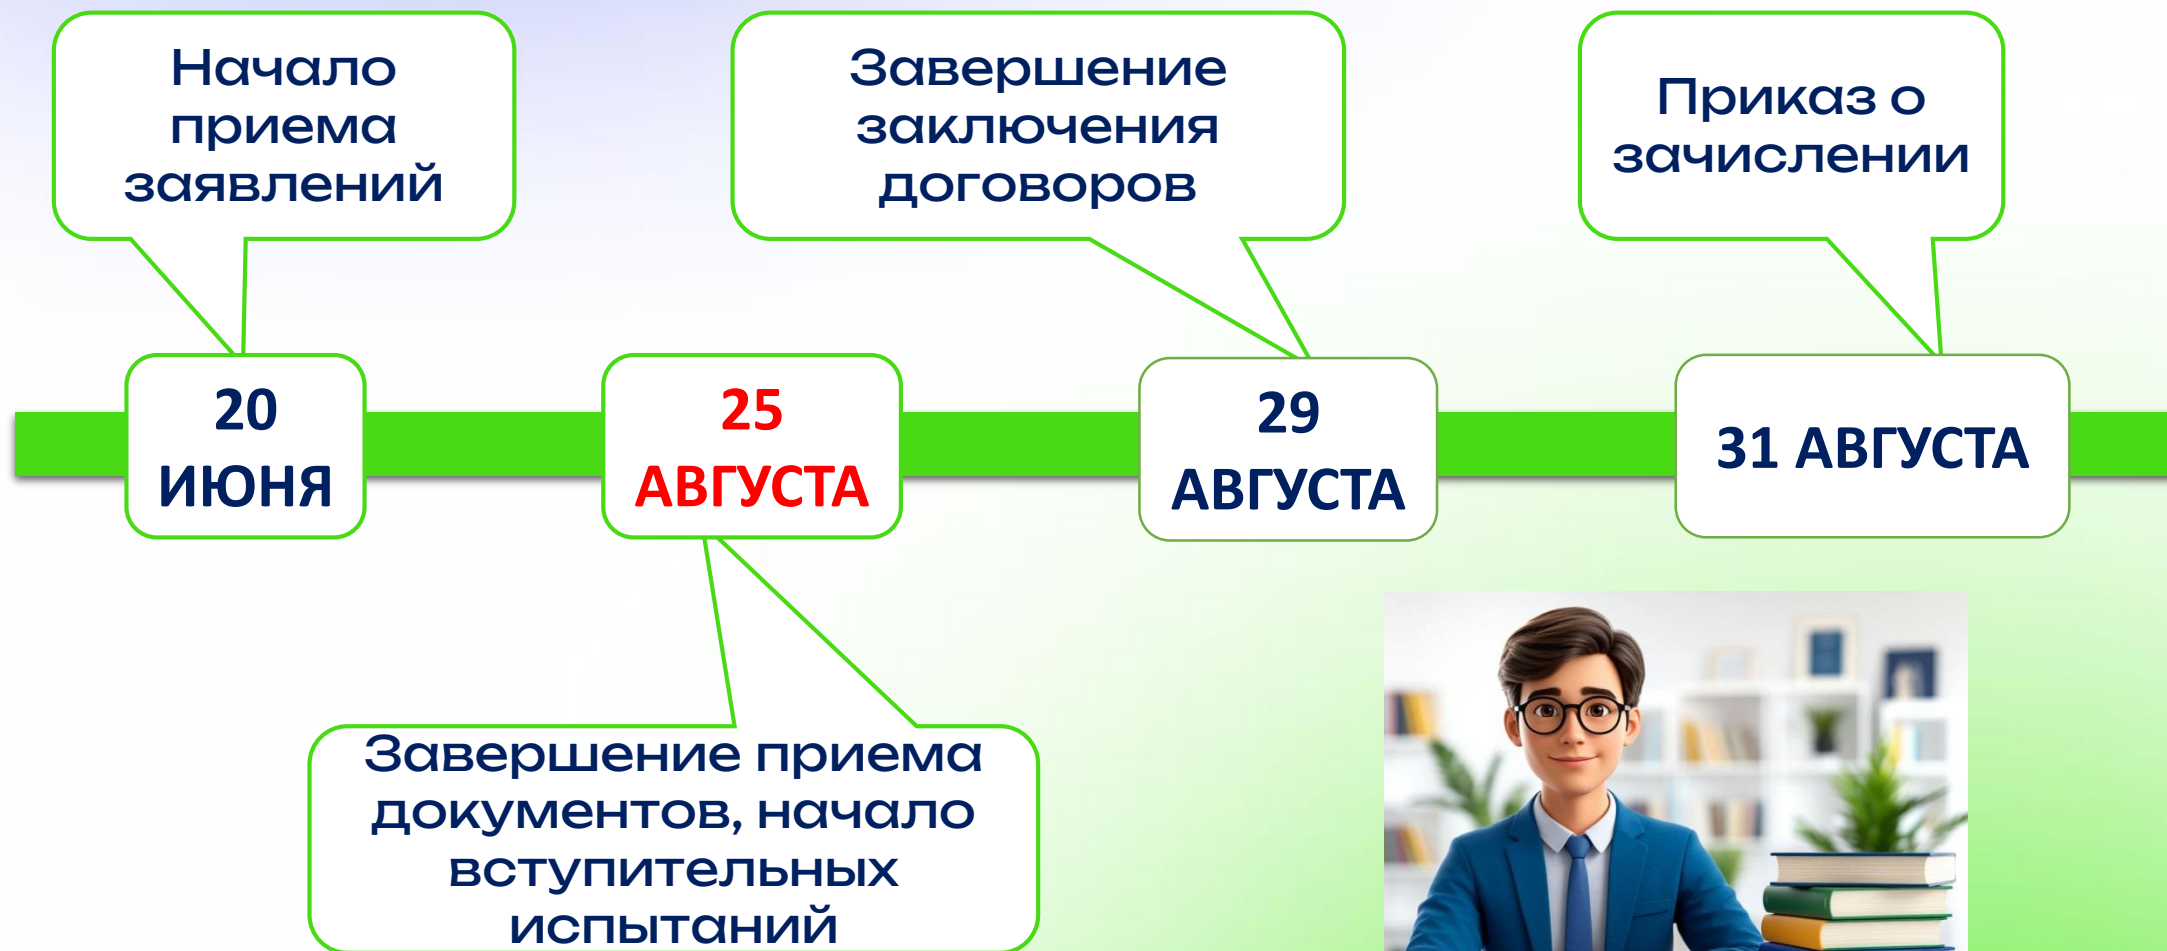 Начало
приема
заявлений
Завершение
заключения
договоров
Приказ о
зачислении
20
ИЮНЯ
25
АВГУСТА
29
АВГУСТА
31 АВГУСТА
Завершение приема
документов, начало
вступительных
испытаний